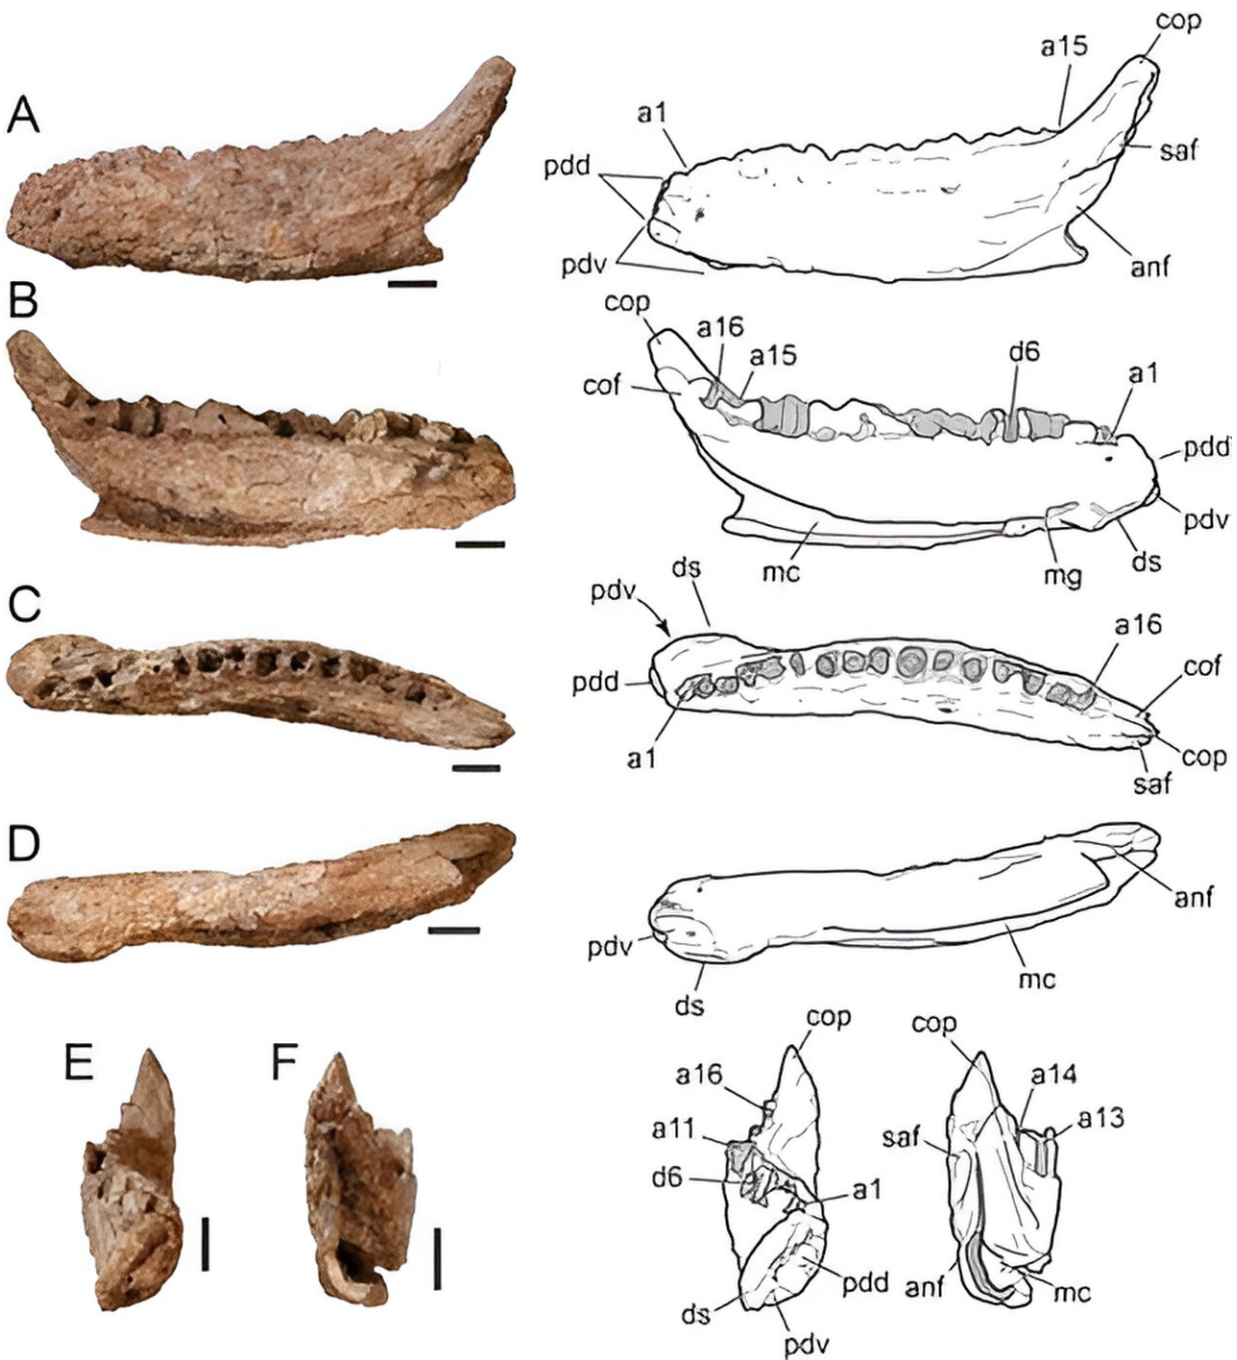 A
cop
a15
a1
pdd
saf
pdv
anf
B
cop
a16
a15
d6
a1
cof
pdd
pdv
mc
mg
ds
C
pdv
ds
a16
cof
pdd
a1
cop
saf
D
anf
pdv
mc
ds
E
F
cop
cop
a16
a14
a11
a13
saf
d6
a1
pdd
anf
mc
ds
pdv